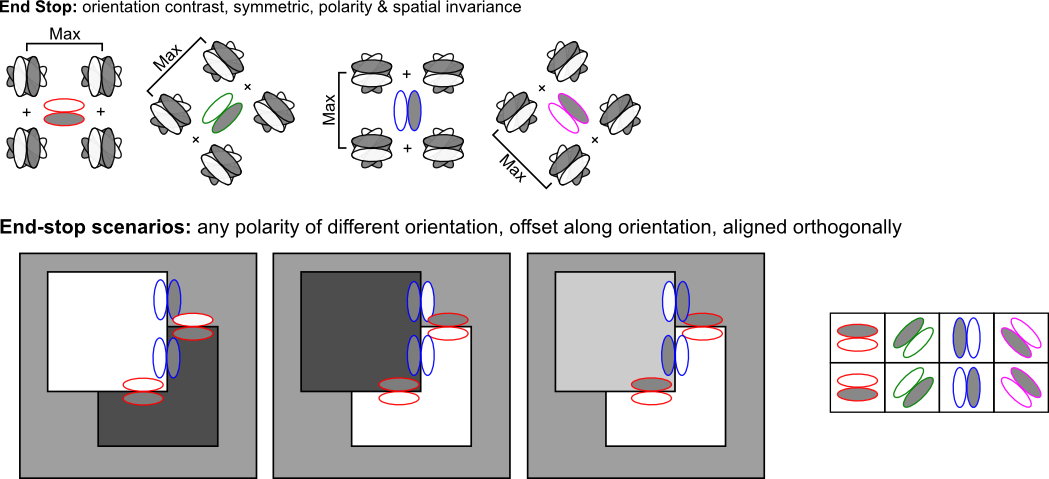 End Stop: orientation contrast, symmetric, polarity & spatial invariance
Max
Max
Max
Max
+ +
× ×
+ +
× ×
End-stop scenarios: any polarity of different orientation, offset along orientation, aligned orthogonally